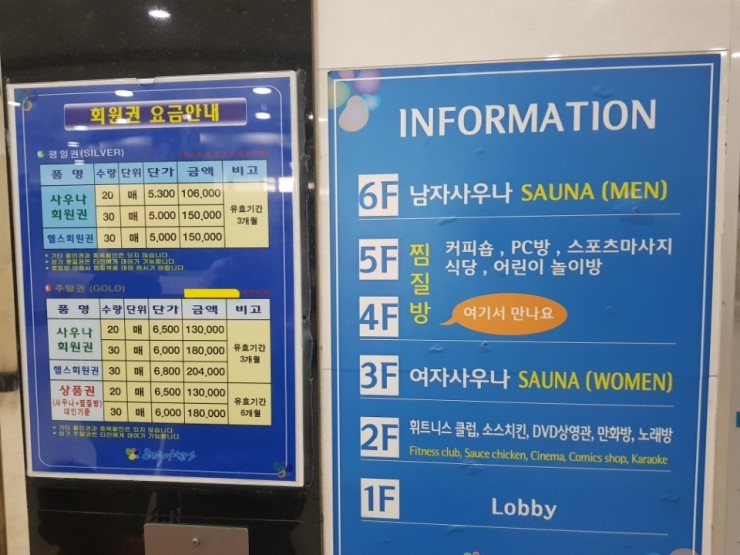 회원권 요금안내
평일권(SILVER)
품 명 수량 단위 단가 금액 비고
사우나 회원권 20 매 5.300 106,000 유효기간 3개월
30 매 5.000 150,000
헬스회원권 30 매 5,000 150,000
주말권 (GOLD)
품 명 수량 단위 단가 금액 비고
사우나 회원권 20 매 6,500 130,000 유효기간 3개월
30 매 6,000 180,000
헬스회원권 30 매 6,800 204,000
상품권 (사우나+찜질방) 대인기준 20 매 6,500 130,000 유효기간 6개월
30 매 6,000 180,000
INFORMATION
6F 남자사우나 SAUNA (MEN)
5F 커피숍 , PC방 , 스포츠마사지
식당 , 어린이 놀이방
찜질방
4F 여기서 만나요
3F 여자사우나 SAUNA (WOMEN)
2F 휘트니스 클럽, 소스치킨, DVD상영관, 만화방, 노래방
Fitness club, Sauce chicken, Cinema, Comics shop, Karaoke
1F Lobby